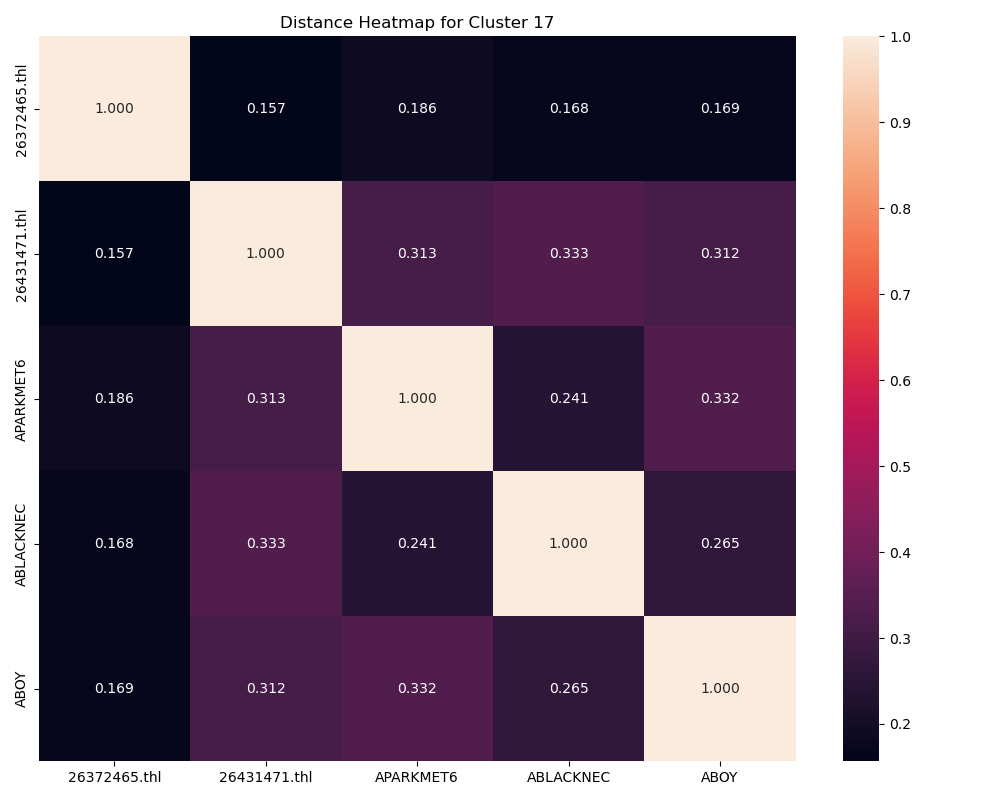 Distance Heatmap for Cluster 17
26372465.thl 1.000 0.157 0.186 0.168 0.169
26431471.thl 0.157 1.000 0.313 0.333 0.312
APARKMET6 0.186 0.313 1.000 0.241 0.332
ABLACKNEC 0.168 0.333 0.241 1.000 0.265
ABOY 0.169 0.312 0.332 0.265 1.000
26372465.thl 26431471.thl APARKMET6 ABLACKNEC ABOY
1.0
0.9
0.8
0.7
0.6
0.5
0.4
0.3
0.2